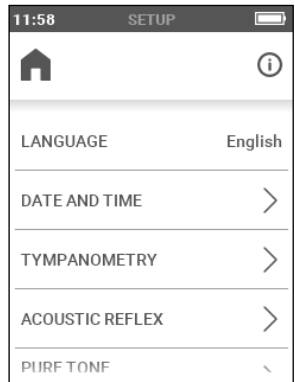 11:58 SETUP
LANGUAGE English
DATE AND TIME
TYMPANOMETRY
ACOUSTIC REFLEX
PURE TONE